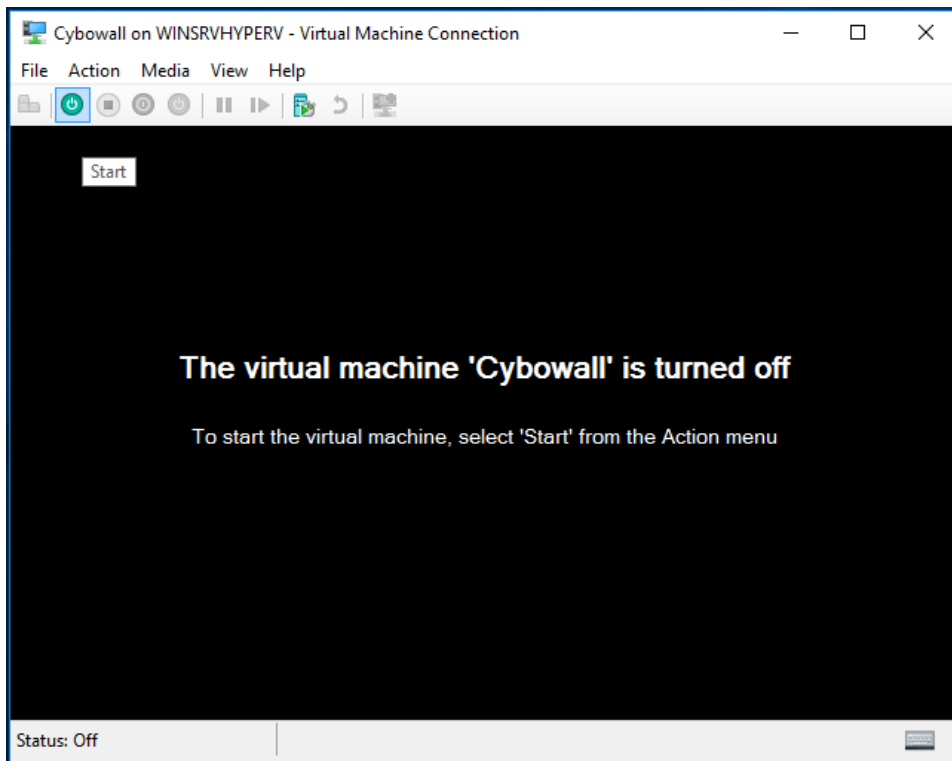 Cybowall on WINSRVHYPERV - Virtual Machine Connection
File Action Media View Help
Start
The virtual machine 'Cybowall' is turned off
To start the virtual machine, select 'Start' from the Action menu
Status: Off